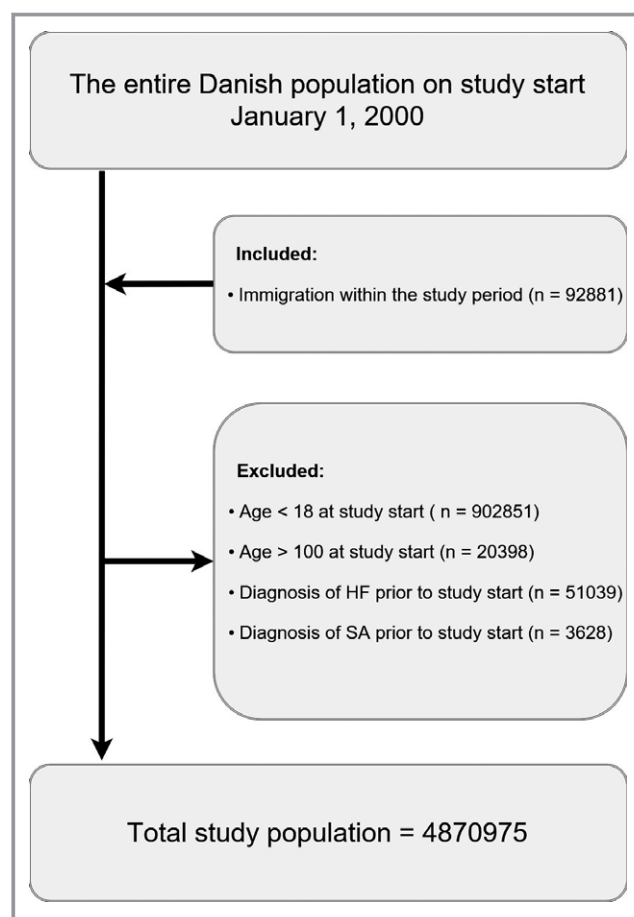 The entire Danish population on study start
January 1, 2000
Included:
• Immigration within the study period (n = 92881)
Excluded:
• Age < 18 at study start ( n = 902851)
• Age > 100 at study start (n = 20398)
• Diagnosis of HF prior to study start (n = 51039)
• Diagnosis of SA prior to study start (n = 3628)
Total study population = 4870975